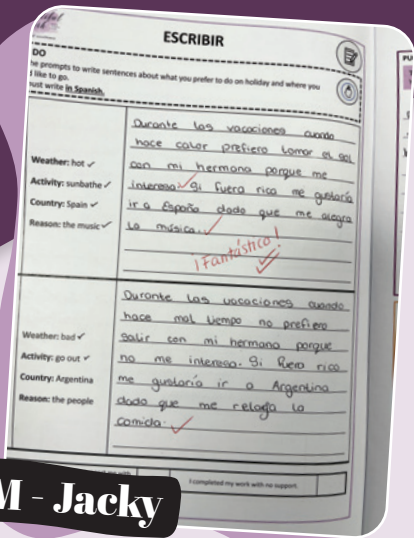 ESCRIBIR
DO
he prompts to write sentences about what you prefer to do on holiday and where you
like to go.
ust write in Spanish.
Weather: hot ✓
Activity: sunbathe ✓
Country: Spain ✓
Reason: the music ✓
Durante las vacaciones cuando
hace calor prefiero tomar el sol
con mi hermana porque me
interesa. Si fuera rica me gustaría
ir a España dado que me alegra
la música.
¡Fantástico!
Weather: bad ✓
Activity: go out ✓
Country: Argentina
Reason: the people
Durante las vacaciones cuando
hace mal tiempo no prefiero
salir con mi hermana porque
no me interesa. Si fuera rica
me gustaría ir a Argentina
dado que me relaja la
comida.
I completed my work with no support.
M - Jacky